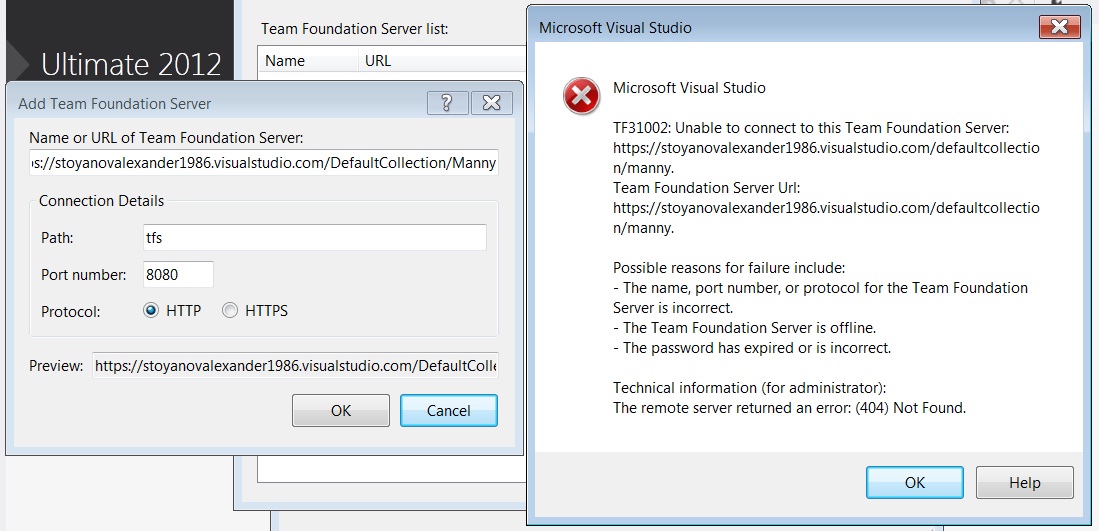 Ultimate 2012
Team Foundation Server list:
Name URL
Add Team Foundation Server
Name or URL of Team Foundation Server:
s://stoyanovalexander1986.visualstudio.com/DefaultCollection/Manny
Connection Details
Path: tfs
Port number: 8080
Protocol: HTTP HTTPS
Preview: https://stoyanovalexander1986.visualstudio.com/DefaultColle
OK Cancel
Microsoft Visual Studio
Microsoft Visual Studio
TF31002: Unable to connect to this Team Foundation Server:
https://stoyanovalexander1986.visualstudio.com/defaultcollectio
n/manny.
Team Foundation Server Url:
https://stoyanovalexander1986.visualstudio.com/defaultcollectio
n/manny.
Possible reasons for failure include:
- The name, port number, or protocol for the Team Foundation
Server is incorrect.
- The Team Foundation Server is offline.
- The password has expired or is incorrect.
Technical information (for administrator):
The remote server returned an error: (404) Not Found.
OK Help